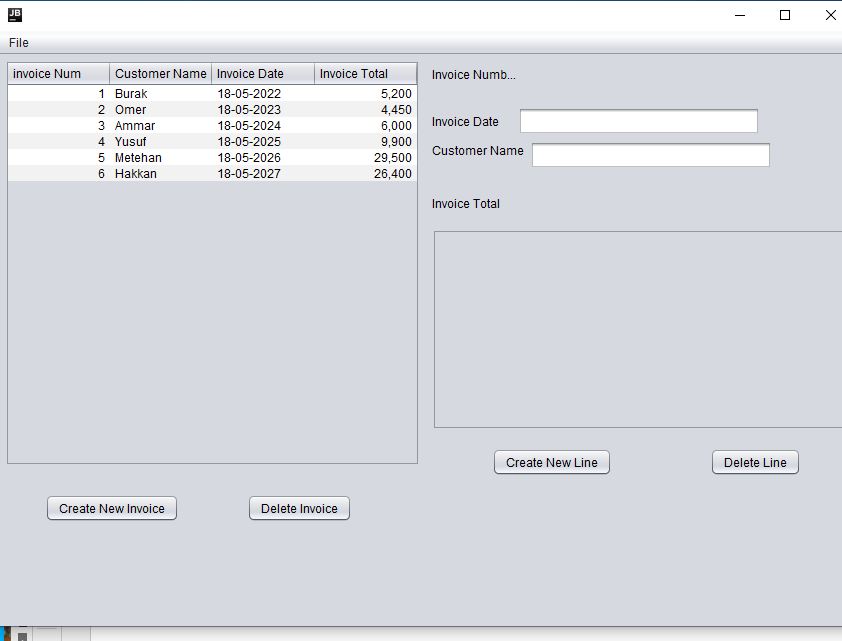 JB
File
invoice Num Customer Name Invoice Date Invoice Total
1 Burak 18-05-2022 5,200
2 Omer 18-05-2023 4,450
3 Ammar 18-05-2024 6,000
4 Yusuf 18-05-2025 9,900
5 Metehan 18-05-2026 29,500
6 Hakkan 18-05-2027 26,400
Create New Invoice Delete Invoice
Invoice Numb...
Invoice Date
Customer Name
Invoice Total
Create New Line Delete Line